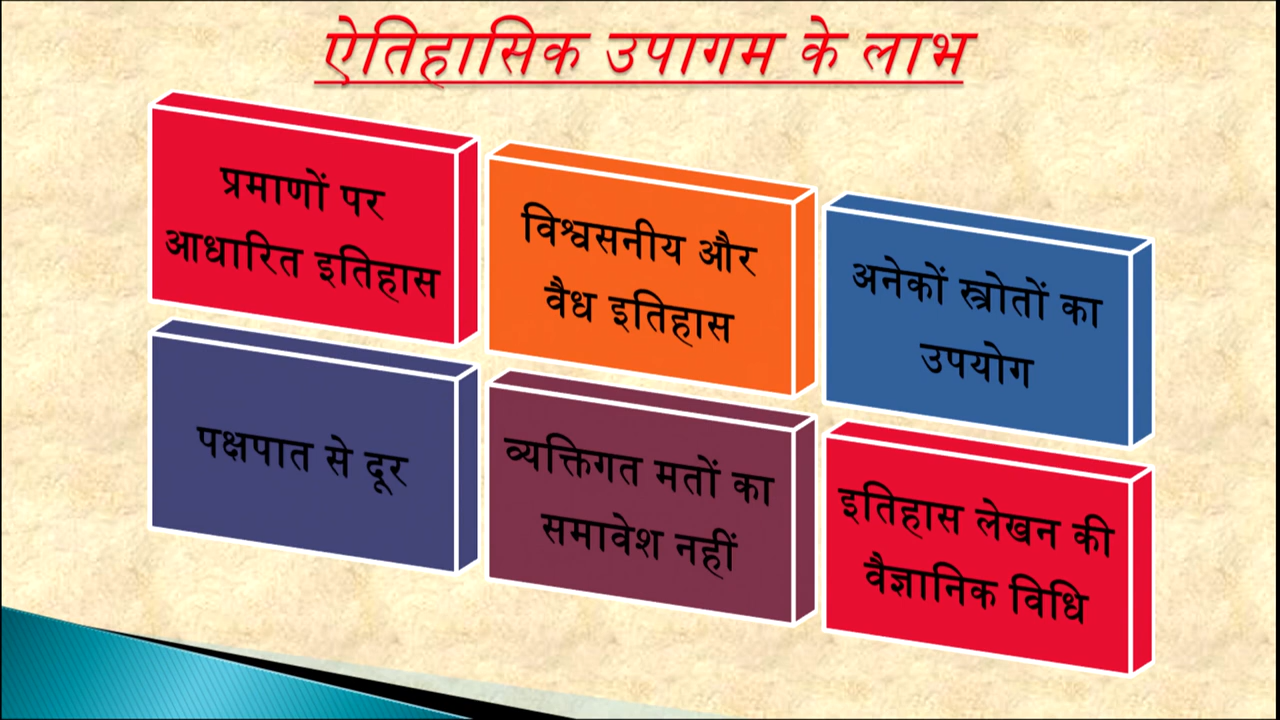 ऐतिहासिक उपागम के लाभ
प्रमाणों पर
आधारित इतिहास
विश्वसनीय और
वैध इतिहास
अनेकों स्त्रोतों का
उपयोग
पक्षपात से दूर
व्यक्तिगत मतों का
समावेश नहीं
इतिहास लेखन की
वैज्ञानिक विधि